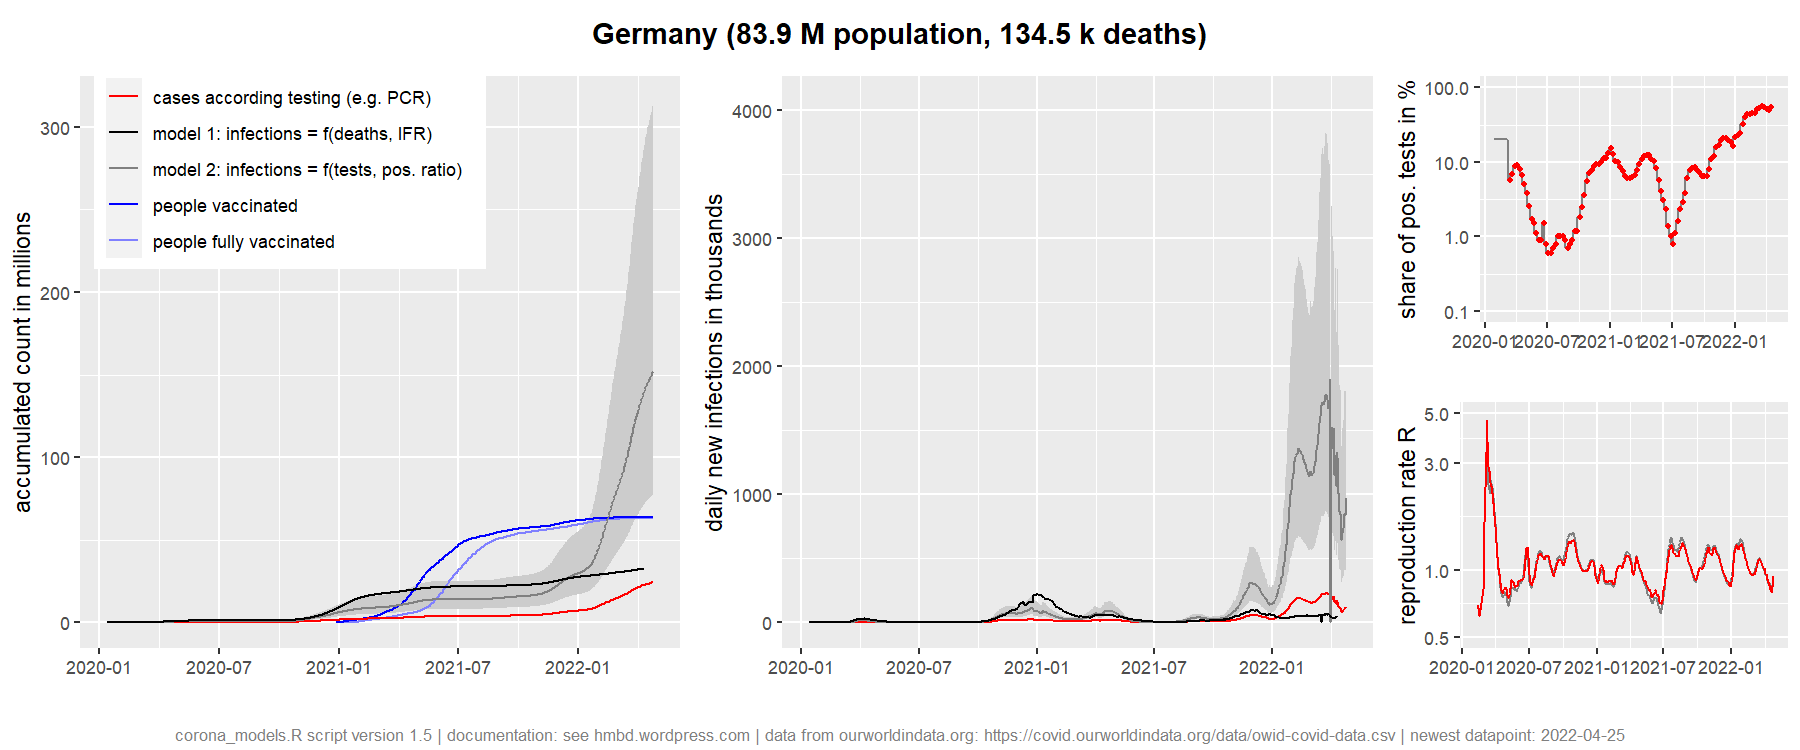 Germany (83.9 M population, 134.5 k deaths)
accumulated count in millions
300
200
100
0
cases according testing (e.g. PCR)
model 1: infections = f(deaths, IFR)
model 2: infections = f(tests, pos. ratio)
people vaccinated
people fully vaccinated
2020-01 2020-07 2021-01 2021-07 2022-01
daily new infections in thousands
4000
3000
2000
1000
0
2020-01 2020-07 2021-01 2021-07 2022-01
share of pos. tests in %
100.0
10.0
1.0
0.1
2020-01 2020-07 2021-01 2021-07 2022-01
reproduction rate R
5.0
3.0
1.0
0.5
2020-01 2020-07 2021-01 2021-07 2022-01
corona_models.R script version 1.5 | documentation: see hmbd.wordpress.com | data from ourworldindata.org: https://covid.ourworldindata.org/data/owid-covid-data.csv | newest datapoint: 2022-04-25